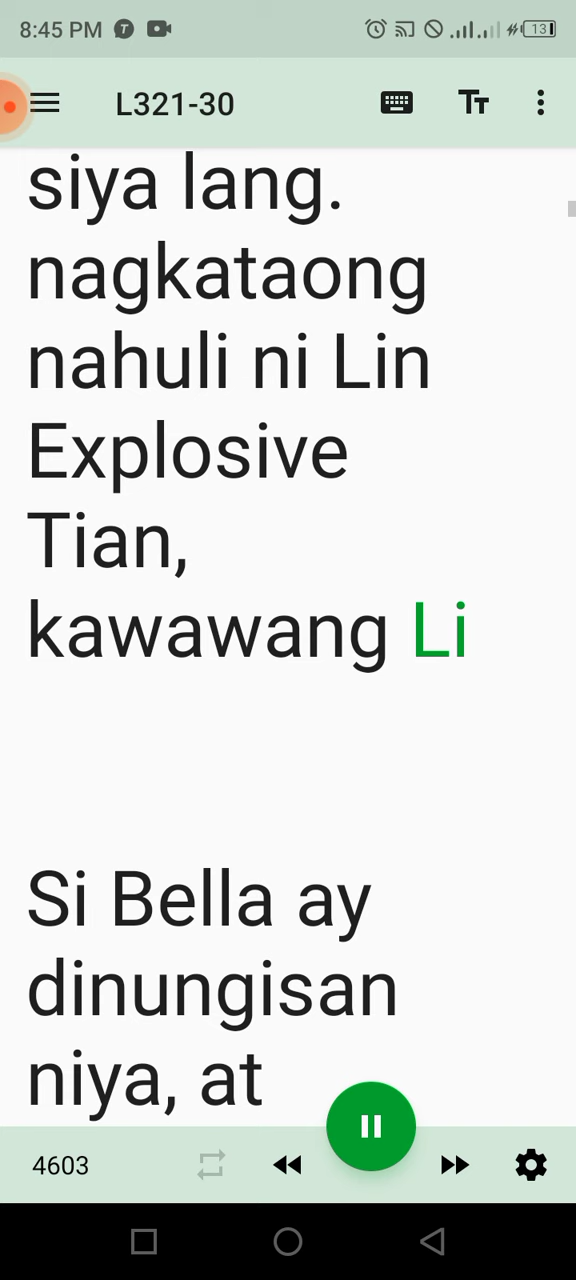 8:45 PM
13
L321-30
siya lang.
nagkataong
nahuli ni Lin
Explosive
Tian,
kawawang Li
Si Bella ay
dinungisan
niya, at
4603